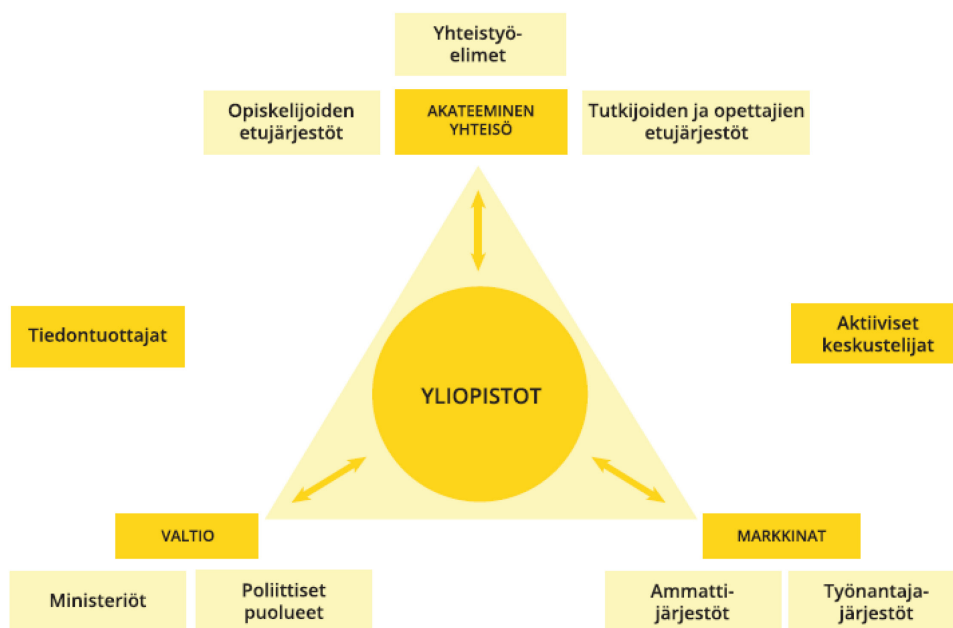 Yhteistyö-
elimet
Opiskelijoiden
etujärjestöt
AKATEEMINEN
YHTEISÖ
Tutkijoiden ja opettajien
etujärjestöt
Tiedontuottajat
Aktiiviset
keskustelijat
YLIOPISTOT
VALTIO
MARKKINAT
Ministeriöt
Poliittiset
puolueet
Ammatti-
järjestöt
Työnantaja-
järjestöt